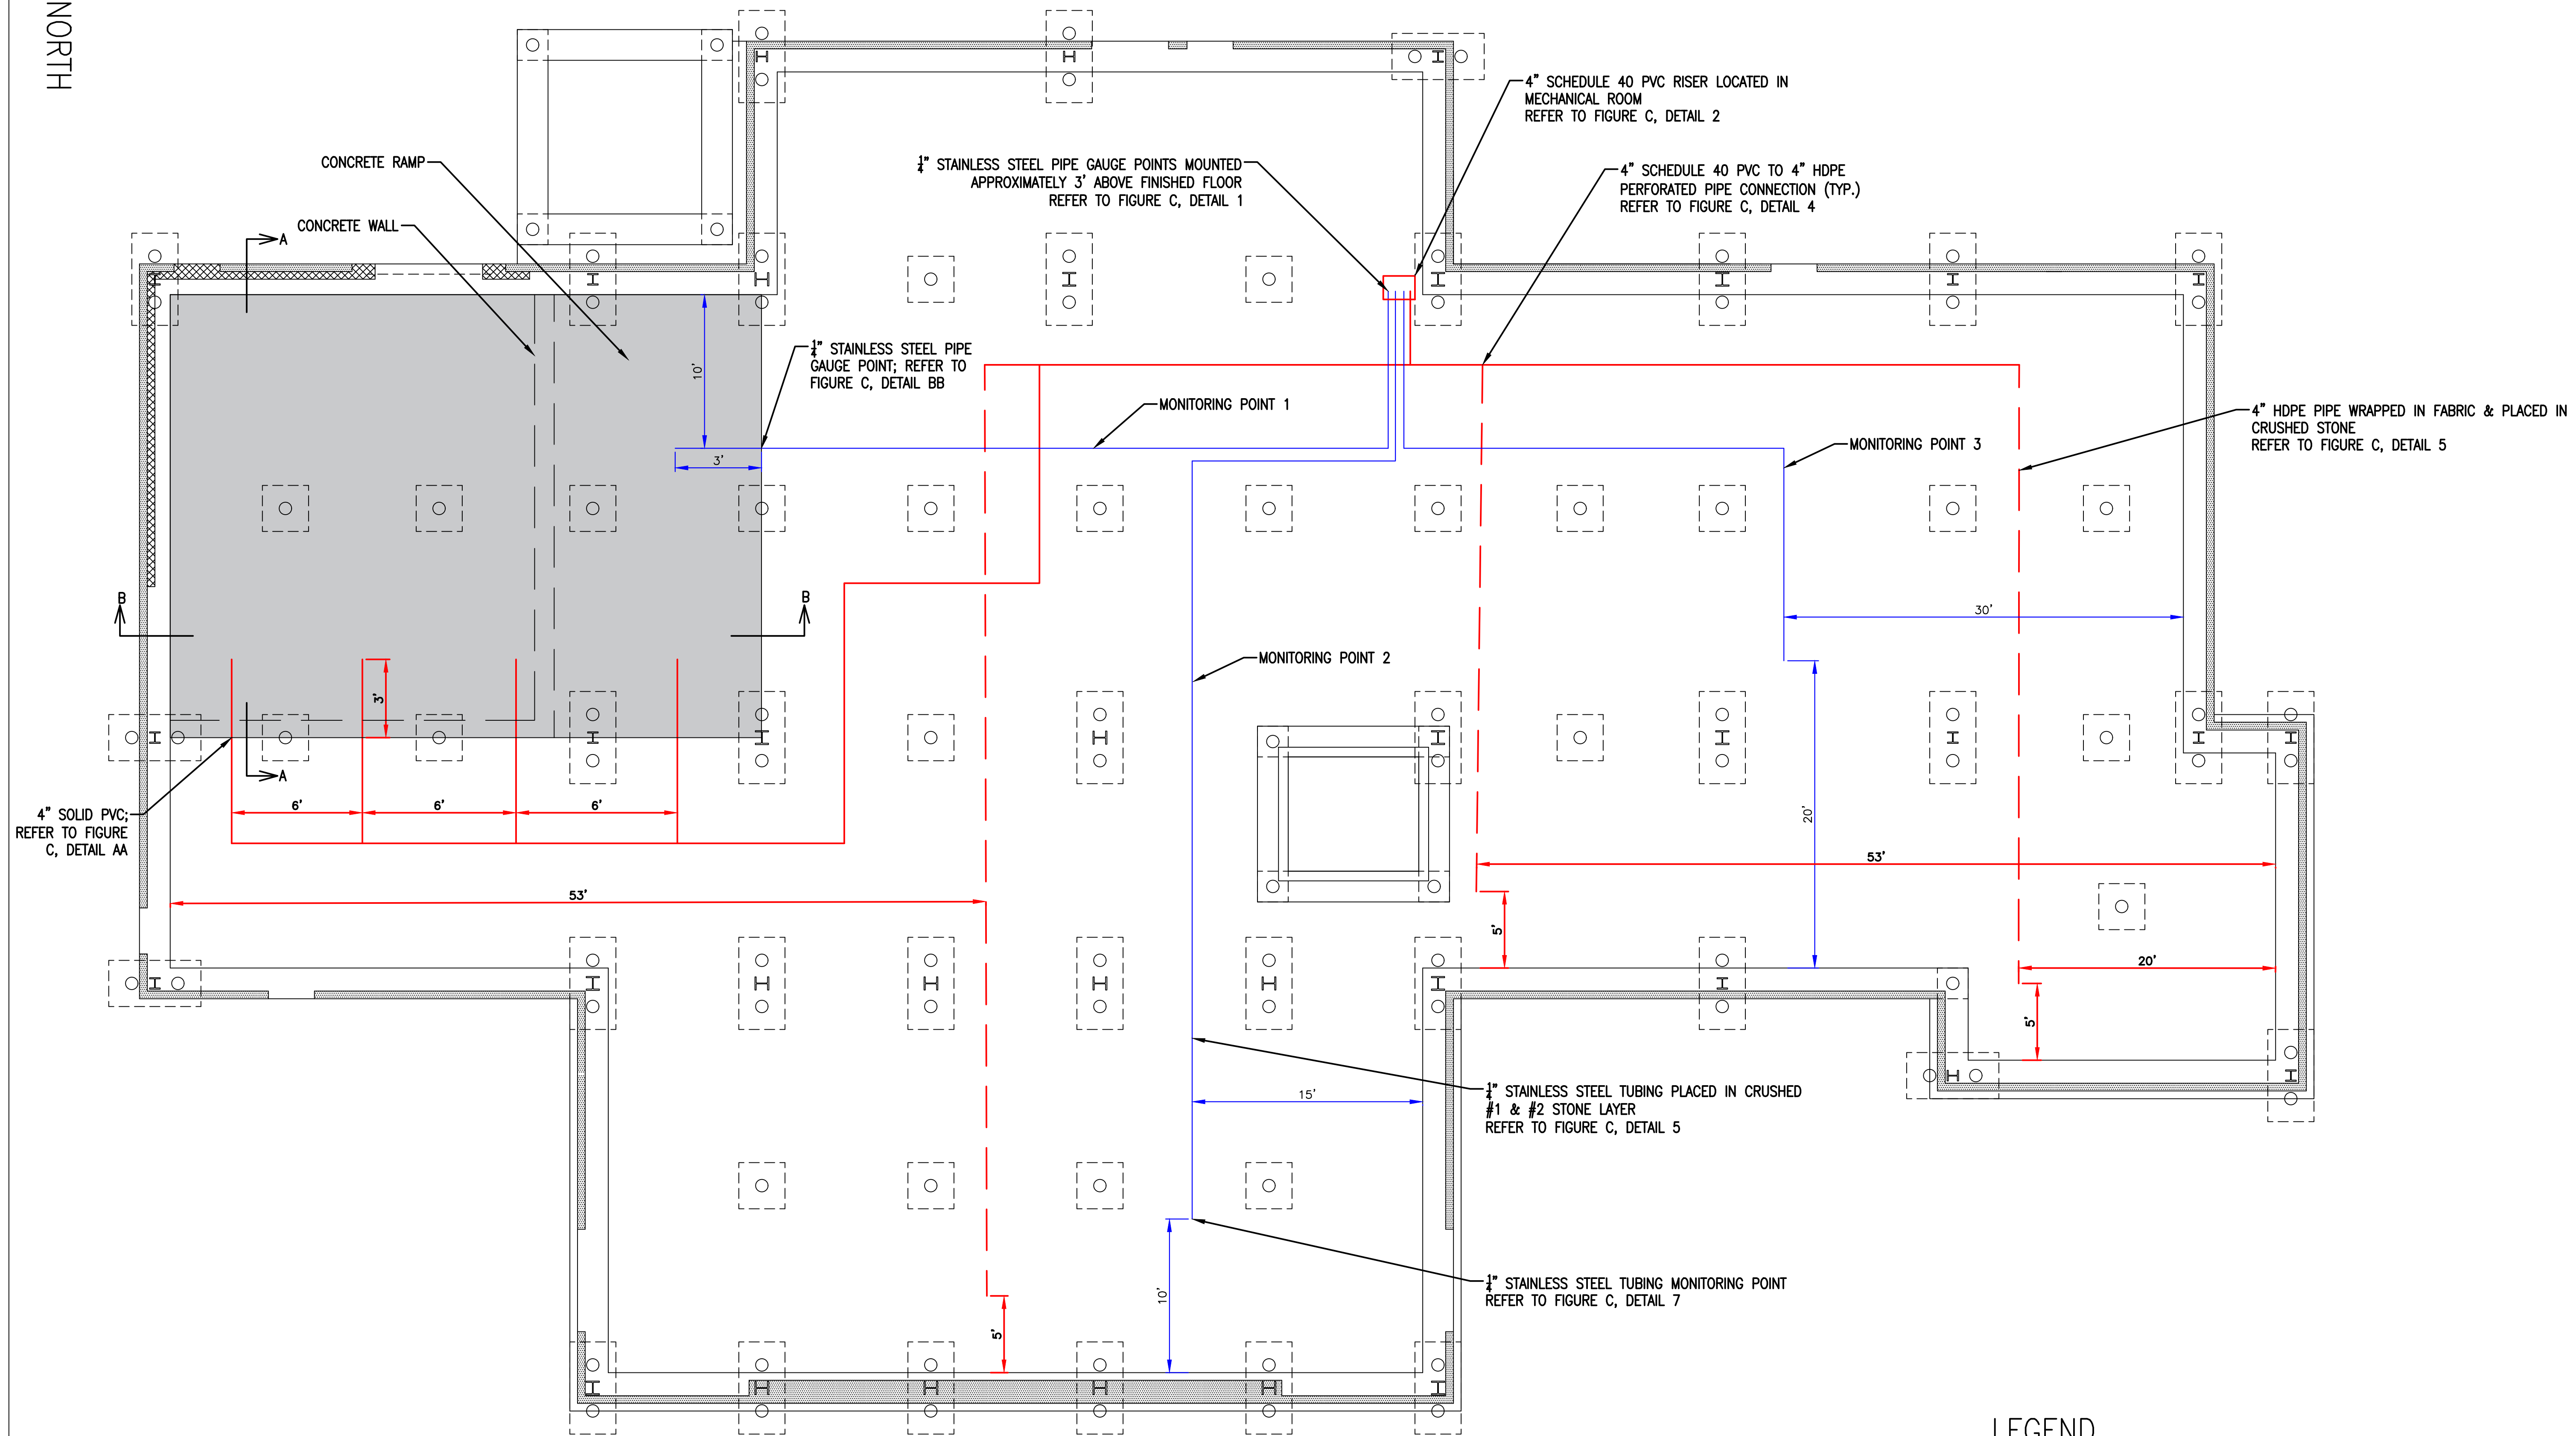 NORTH
4" SCHEDULE 40 PVC RISER LOCATED IN
MECHANICAL ROOM
REFER TO FIGURE C, DETAIL 2
CONCRETE RAMP
1/4" STAINLESS STEEL PIPE GAUGE POINTS MOUNTED
APPROXIMATELY 3' ABOVE FINISHED FLOOR
REFER TO FIGURE C, DETAIL 1
4" SCHEDULE 40 PVC TO 4" HDPE
PERFORATED PIPE CONNECTION (TYP.)
REFER TO FIGURE C, DETAIL 4
CONCRETE WALL
A
10'
1/4" STAINLESS STEEL PIPE
GAUGE POINT; REFER TO
FIGURE C, DETAIL BB
MONITORING POINT 1
MONITORING POINT 3
4" HDPE PIPE WRAPPED IN FABRIC & PLACED IN
CRUSHED STONE
REFER TO FIGURE C, DETAIL 5
3'
B
B
30'
MONITORING POINT 2
3'
A
6'
6'
6'
4" SOLID PVC;
REFER TO FIGURE
C, DETAIL AA
20'
53'
53'
5'
20'
5'
1/4" STAINLESS STEEL TUBING PLACED IN CRUSHED
#1 & #2 STONE LAYER
REFER TO FIGURE C, DETAIL 5
15'
1/4" STAINLESS STEEL TUBING MONITORING POINT
REFER TO FIGURE C, DETAIL 7
10'
5'
LEGEND